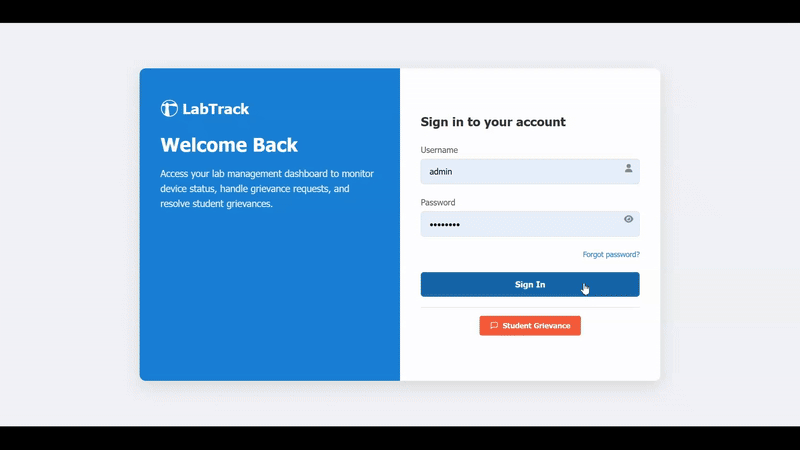 LabTrack
Welcome Back
Access your lab management dashboard to monitor
device status, handle grievance requests, and
resolve student grievances.
Sign in to your account
Username
admin
Password
••••••••
Forgot password?
Sign In
Student Grievance